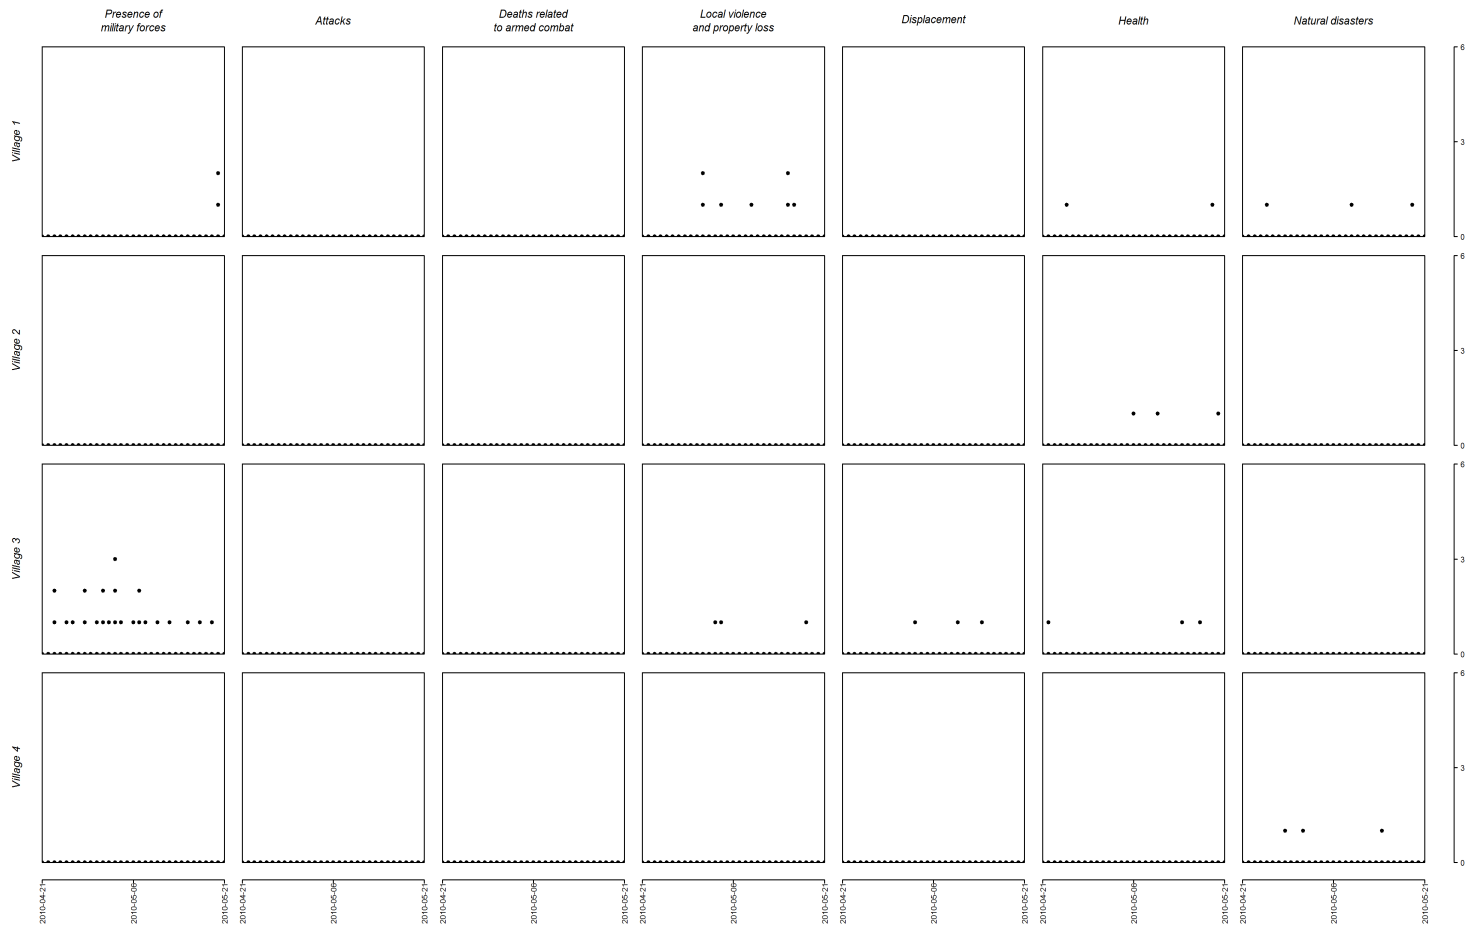 Presence of
military forces
Attacks
Deaths related
to armed combat
Local violence
and property loss
Displacement
Health
Natural disasters
Village 1
6
3
0
Village 2
6
3
0
Village 3
6
3
0
Village 4
6
3
0
2010-04-21
2010-05-06
2010-05-21
2010-04-21
2010-05-06
2010-05-21
2010-04-21
2010-05-06
2010-05-21
2010-04-21
2010-05-06
2010-05-21
2010-04-21
2010-05-06
2010-05-21
2010-04-21
2010-05-06
2010-05-21
2010-04-21
2010-05-06
2010-05-21